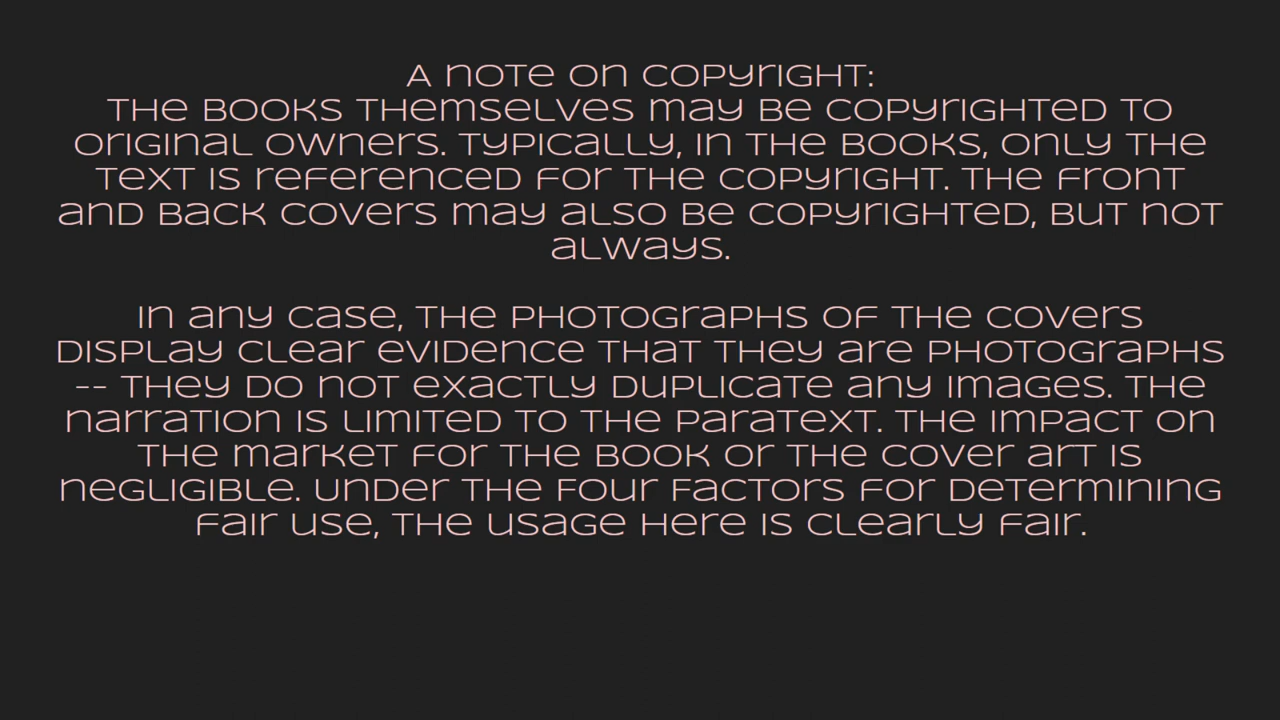 A note on copyright:
The books themselves may be copyrighted to
original owners. Typically, in the books, only the
text is referenced for the copyright. The front
and back covers may also be copyrighted, but not
always.
In any case, the photographs of the covers
display clear evidence that they are photographs
-- they do not exactly duplicate any images. The
narration is limited to the paratext. The impact on
the market for the book or the cover art is
negligible. Under the four factors for determining
fair use, the usage here is clearly fair.